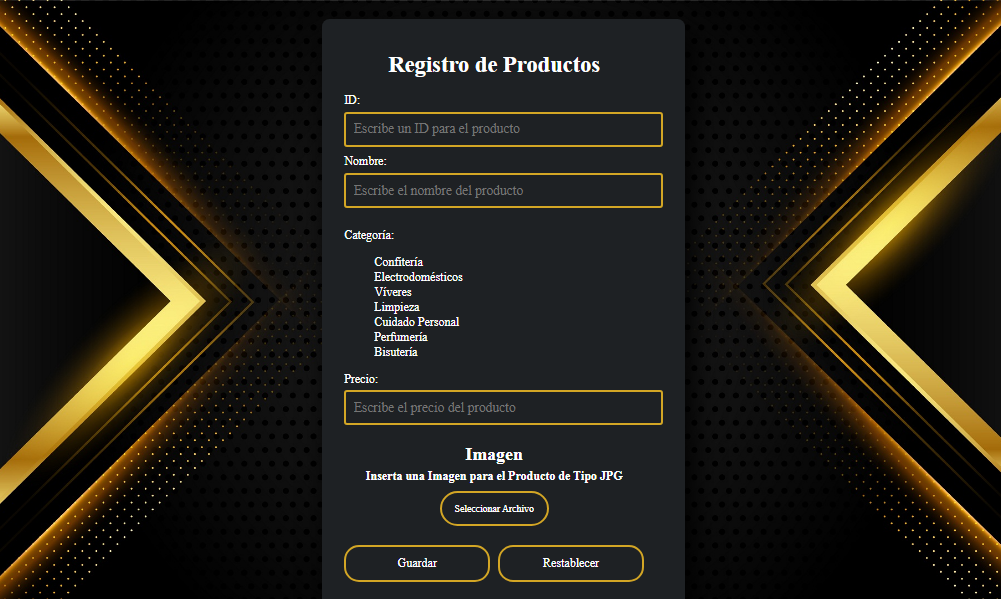 Registro de Productos
ID:
Escribe un ID para el producto
Nombre:
Escribe el nombre del producto
Categoría:
Confitería
Electrodomésticos
Víveres
Limpieza
Cuidado Personal
Perfumería
Bisutería
Precio:
Escribe el precio del producto
Imagen
Inserta una Imagen para el Producto de Tipo JPG
Seleccionar Archivo
Guardar
Restablecer